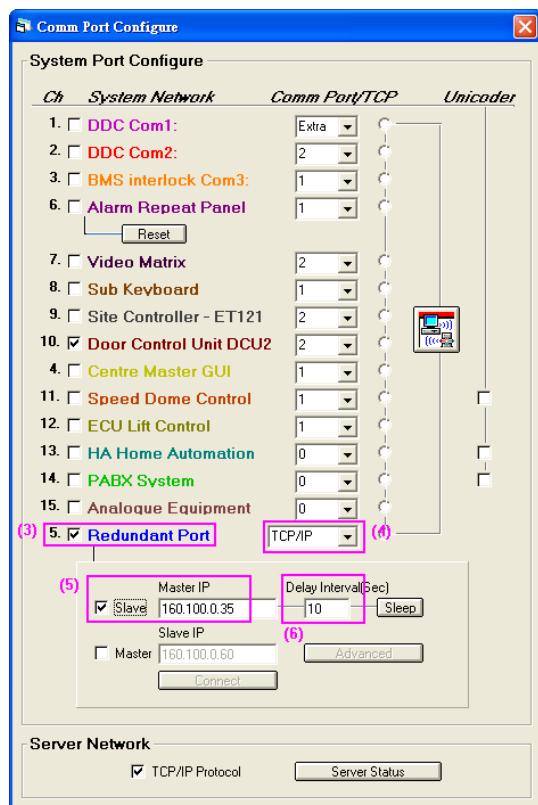 Comm Port Configure
System Port Configure
Ch System Network Comm Port/TCP Unicoder
1. DDC Com1: Extra
2. DDC Com2: 2
3. BMS interlock Com3: 1
6. Alarm Repeat Panel 1
Reset
7. Video Matrix 2
8. Sub Keyboard 1
9. Site Controller - ET121 2
10. Door Control Unit DCU2 2
4. Centre Master GUI 1
11. Speed Dome Control 1
12. ECU Lift Control 1
13. HA Home Automation 0
14. PABX System 0
15. Analogue Equipment 0
(3) 5. Redundant Port TCP/IP (4)
(5) Master IP Delay Interval(Sec)
Slave 160.100.0.35 10 Sleep
Slave IP (6)
Master 160.100.0.60 Advanced
Connect
Server Network
TCP/IP Protocol Server Status